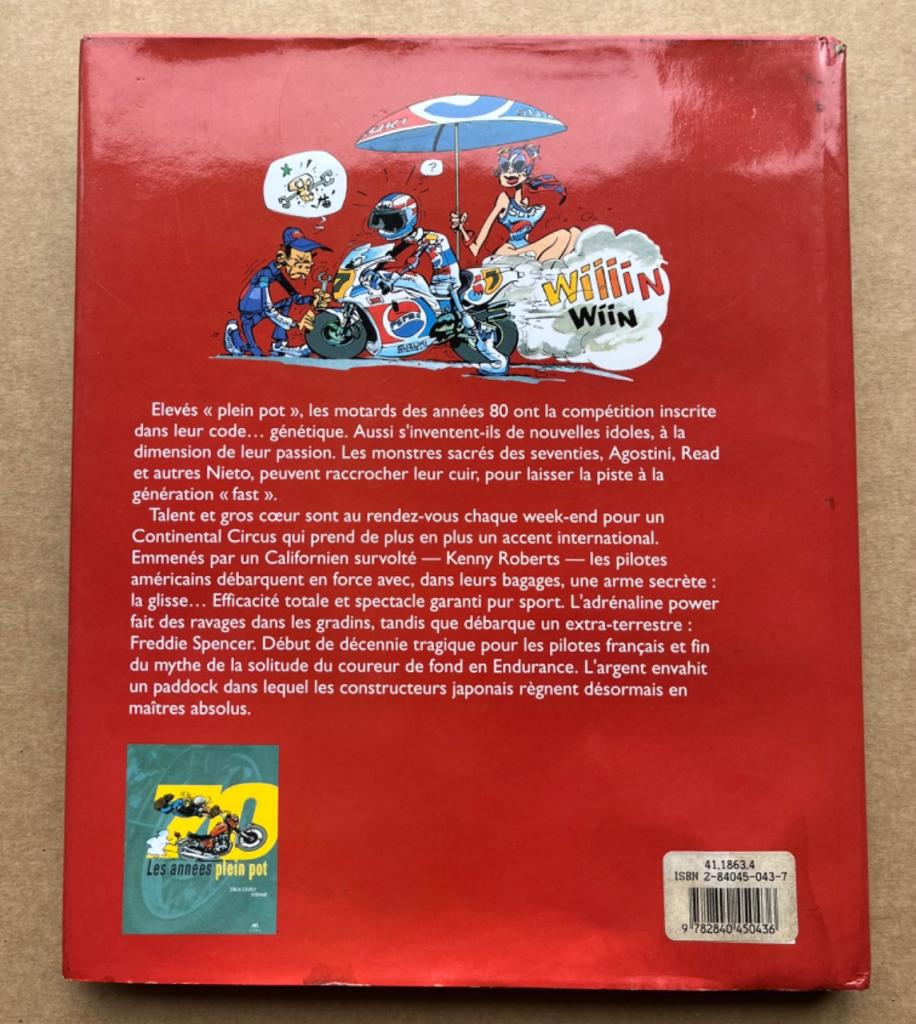 ?
7
7
SUZUKI
Williin
Wiin
Elevés « plein pot », les motards des années 80 ont la compétition inscrite
dans leur code... génétique. Aussi s'inventent-ils de nouvelles idoles, à la
dimension de leur passion. Les monstres sacrés des seventies, Agostini, Read
et autres Nieto, peuvent raccrocher leur cuir, pour laisser la piste à la
génération « fast ».
Talent et gros cœur sont au rendez-vous chaque week-end pour un
Continental Circus qui prend de plus en plus un accent international.
Emmenés par un Californien survolté — Kenny Roberts — les pilotes
américains débarquent en force avec, dans leurs bagages, une arme secrète :
la glisse... Efficacité totale et spectacle garanti pur sport. L'adrénaline power
fait des ravages dans les gradins, tandis que débarque un extra-terrestre :
Freddie Spencer. Début de décennie tragique pour les pilotes français et fin
du mythe de la solitude du coureur de fond en Endurance. L'argent envahit
un paddock dans lequel les constructeurs japonais règnent désormais en
maîtres absolus.
70
Les années plein pot
41.1863.4
ISBN 2-84045-043-7
9 782840 450436